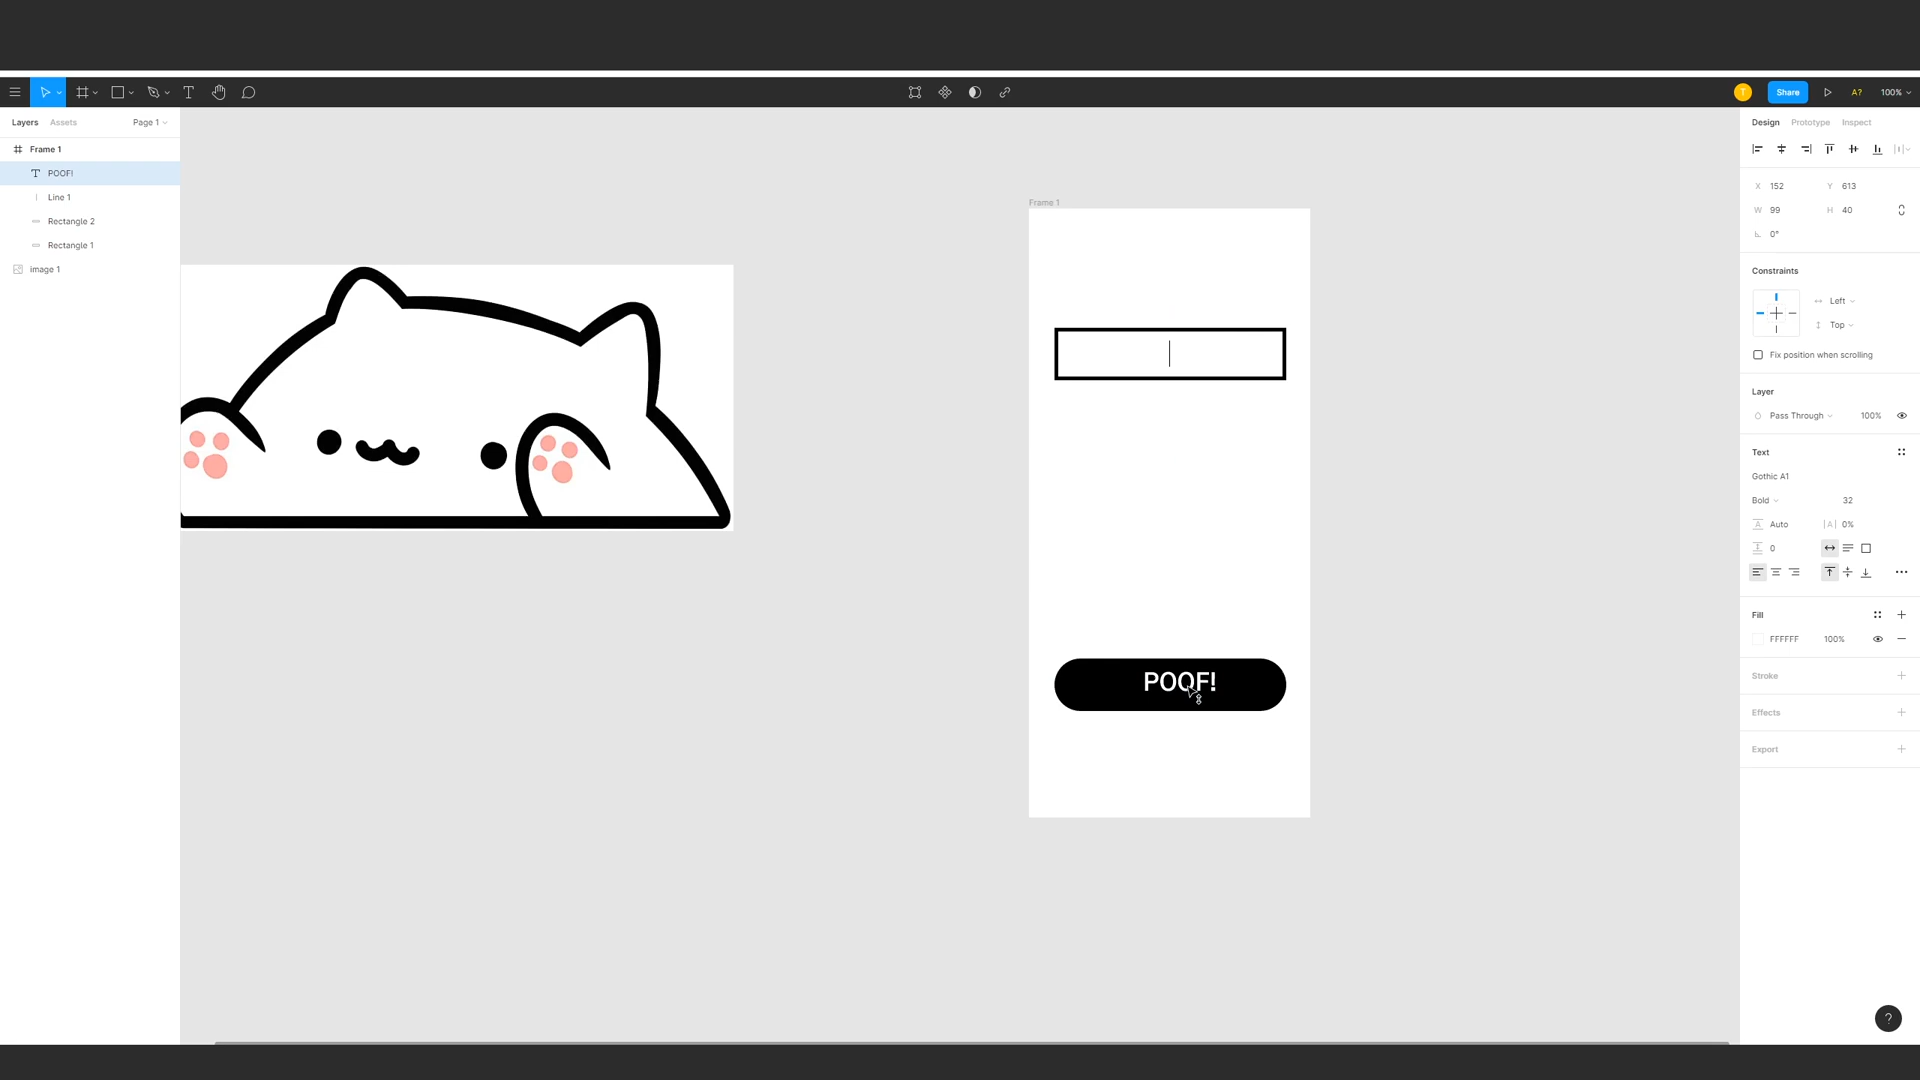 T
Share
A?
100%
Layers
Assets
Page 1
Frame 1
POOF!
Line 1
Rectangle 2
Rectangle 1
image 1
Frame 1
POOF!
Design
Prototype
Inspect
X 152 Y 613
W 99 H 40
0°
Constraints
Left
Top
Fix position when scrolling
Layer
Pass Through 100%
Text
Gothic A1
Bold 32
A Auto |A| 0%
0
Fill
FFFFFF 100%
Stroke
Effects
Export
?